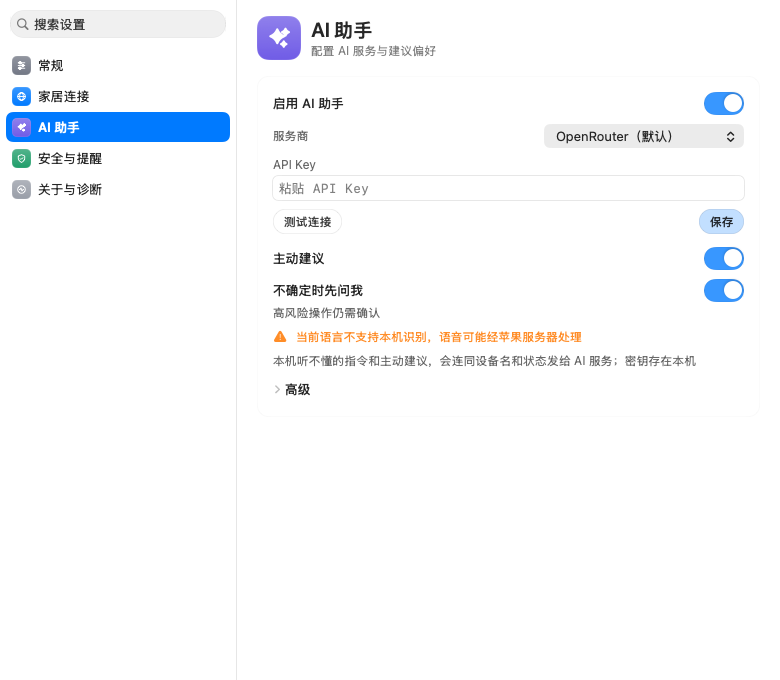 搜索设置
常规
家居连接
AI 助手
安全与提醒
关于与诊断
AI 助手
配置 AI 服务与建议偏好
启用 AI 助手
服务商
OpenRouter（默认）
API Key
粘贴 API Key
测试连接
保存
主动建议
不确定时先问我
高风险操作仍需确认
当前语言不支持本机识别，语音可能经苹果服务器处理
本机听不懂的指令和主动建议，会连同设备名和状态发给 AI 服务；密钥存在本机
高级